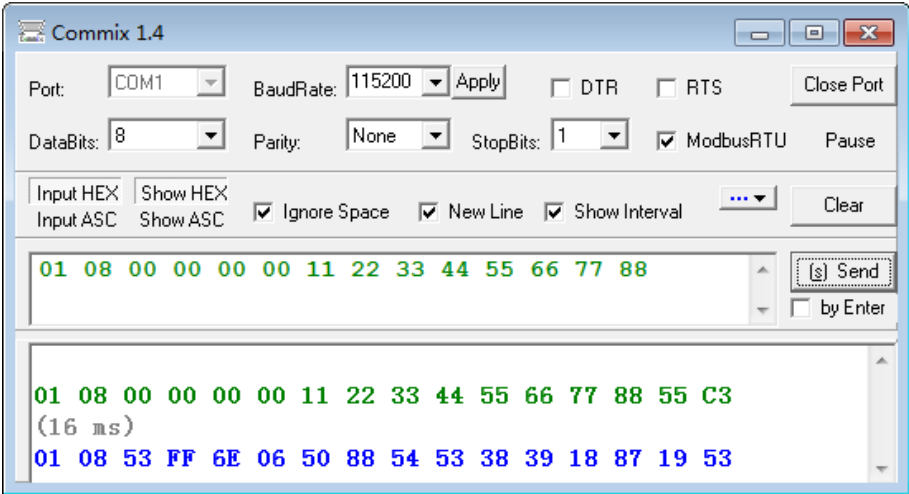 Commix 1.4
Port: COM1 BaudRate: 115200 Apply DTR RTS Close Port
DataBits: 8 Parity: None StopBits: 1 ModbusRTU Pause
Input HEX Show HEX
Input ASC Show ASC Ignore Space New Line Show Interval ... Clear
01 08 00 00 00 00 11 22 33 44 55 66 77 88 (s) Send
by Enter
01 08 00 00 00 00 11 22 33 44 55 66 77 88 55 C3
(16 ms)
01 08 53 FF 6E 06 50 88 54 53 38 39 18 87 19 53